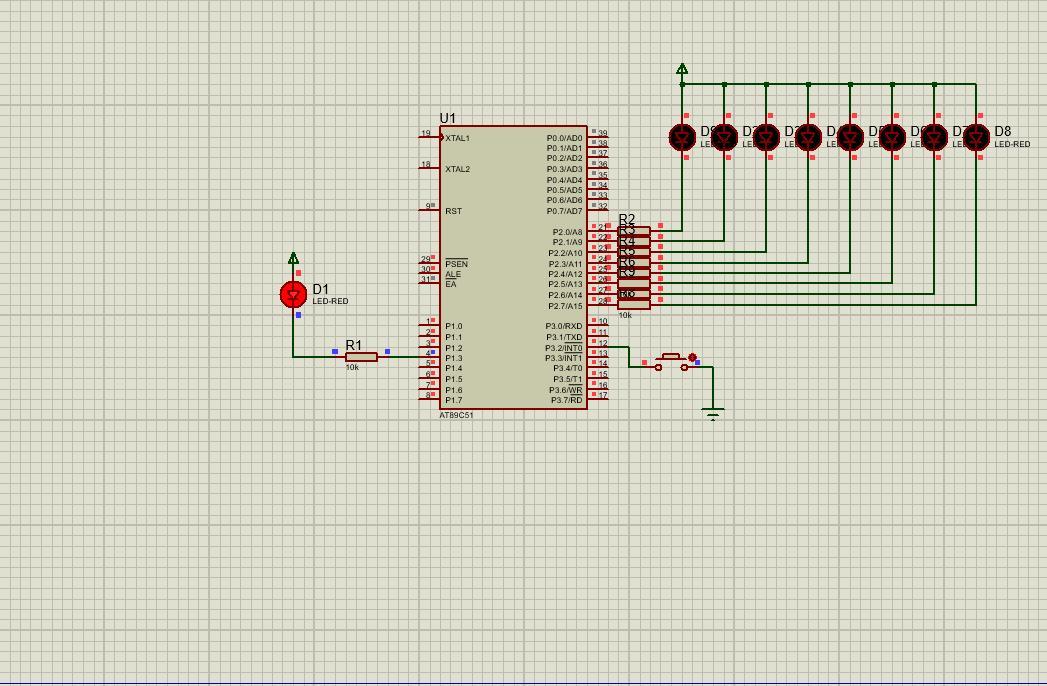 U1
19 XTAL1
18 XTAL2
9 RST
29 PSEN
30 ALE
31 EA
1 P1.0
2 P1.1
3 P1.2
4 P1.3
5 P1.4
6 P1.5
7 P1.6
8 P1.7
P0.0/AD0 39
P0.1/AD1 38
P0.2/AD2 37
P0.3/AD3 36
P0.4/AD4 35
P0.5/AD5 34
P0.6/AD6 33
P0.7/AD7 32
P2.0/A8 21
P2.1/A9 22
P2.2/A10 23
P2.3/A11 24
P2.4/A12 25
P2.5/A13 26
P2.6/A14 27
P2.7/A15 28
P3.0/RXD 10
P3.1/TXD 11
P3.2/INT0 12
P3.3/INT1 13
P3.4/T0 14
P3.5/T1 15
P3.6/WR 16
P3.7/RD 17
AT89C51
D1
LED-RED
R1
10k
R2
R3
R4
R5
R6
R9
10k
D8
LED-RED